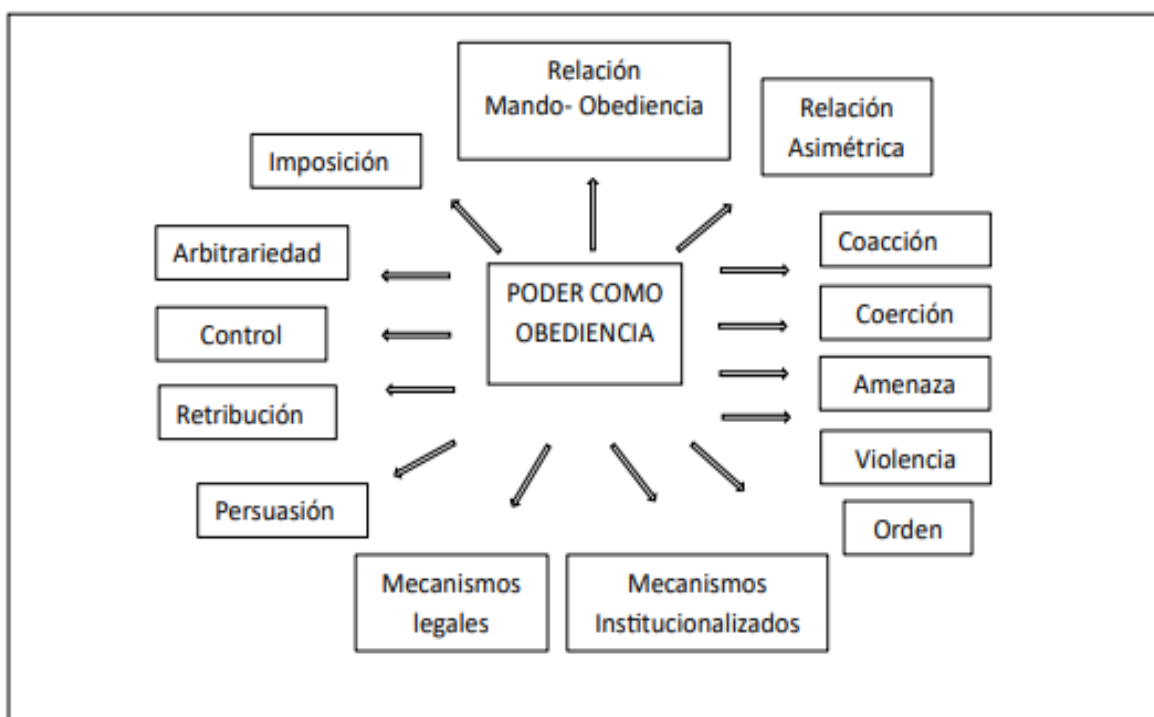 Relación
Mando- Obediencia
Relación
Asimétrica
Imposición
Arbitrariedad
Coacción
PODER COMO
OBEDIENCIA
Control
Coerción
Retribución
Amenaza
Violencia
Persuasión
Orden
Mecanismos
legales
Mecanismos
Institucionalizados